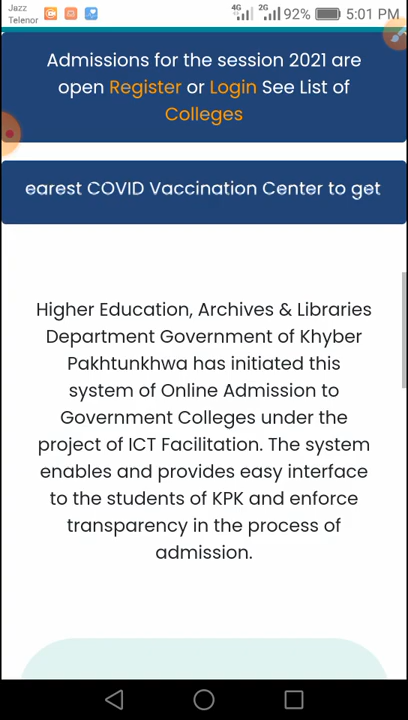 Jazz
Telenor
4G 2G 92% 5:01 PM
Admissions for the session 2021 are
open Register or Login See List of
Colleges
earest COVID Vaccination Center to get
Higher Education, Archives & Libraries
Department Government of Khyber
Pakhtunkhwa has initiated this
system of Online Admission to
Government Colleges under the
project of ICT Facilitation. The system
enables and provides easy interface
to the students of KPK and enforce
transparency in the process of
admission.